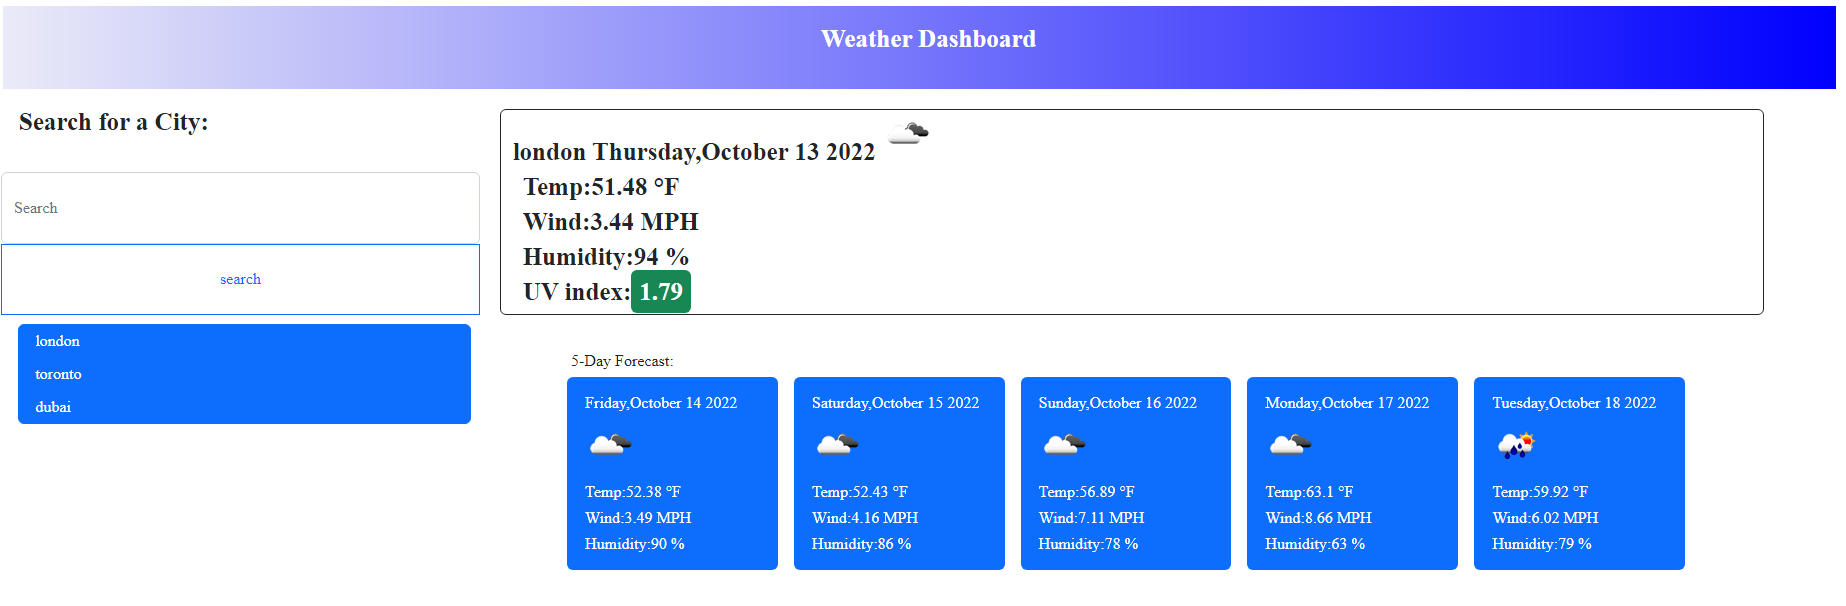 Weather Dashboard
Search for a City:
Search
search
london
toronto
dubai
london Thursday,October 13 2022
Temp:51.48 °F
Wind:3.44 MPH
Humidity:94 %
UV index:1.79
5-Day Forecast:
Friday,October 14 2022
Temp:52.38 °F
Wind:3.49 MPH
Humidity:90 %
Saturday,October 15 2022
Temp:52.43 °F
Wind:4.16 MPH
Humidity:86 %
Sunday,October 16 2022
Temp:56.89 °F
Wind:7.11 MPH
Humidity:78 %
Monday,October 17 2022
Temp:63.1 °F
Wind:8.66 MPH
Humidity:63 %
Tuesday,October 18 2022
Temp:59.92 °F
Wind:6.02 MPH
Humidity:79 %